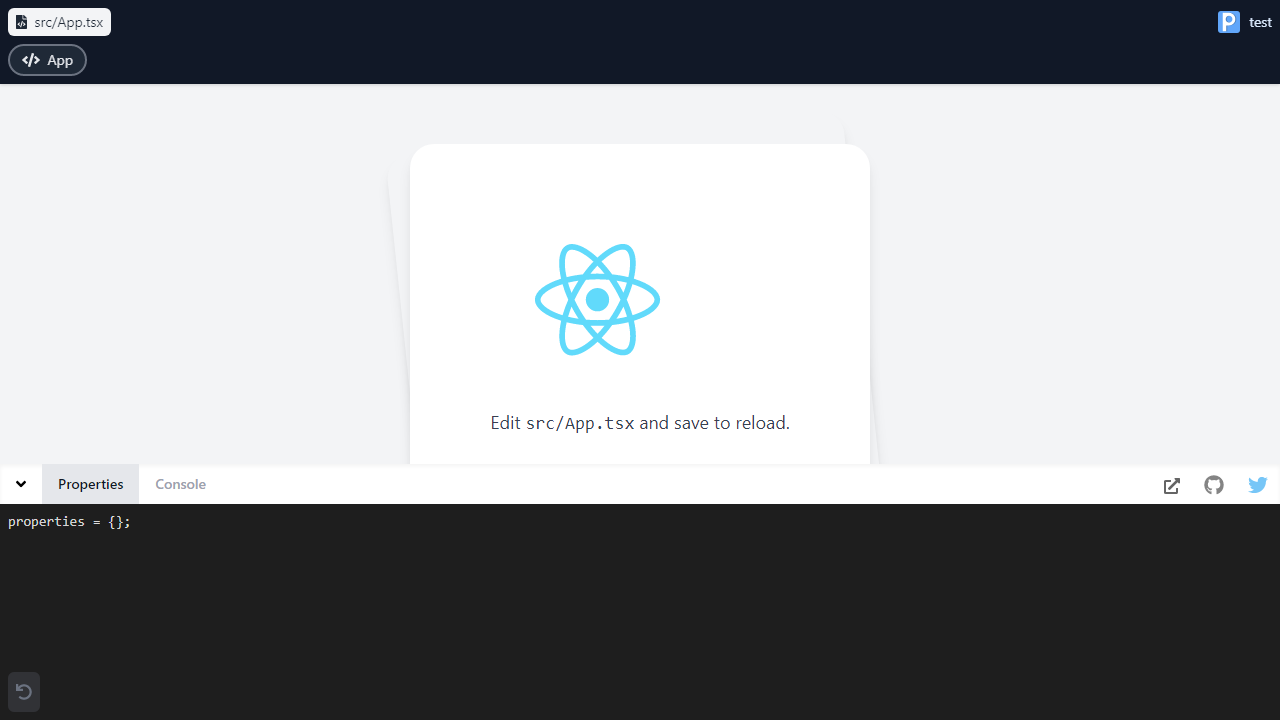 src/App.tsx
test
App
Edit src/App.tsx and save to reload.
Properties
Console
properties = {};